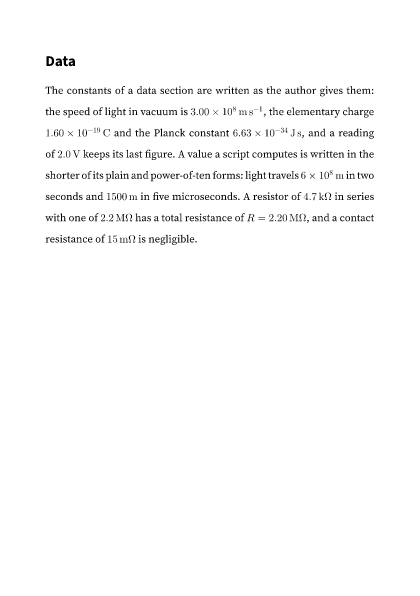 Data
The constants of a data section are written as the author gives them:
the speed of light in vacuum is 3.00 × 10⁸ m s⁻¹, the elementary charge
1.60 × 10⁻¹⁹ C and the Planck constant 6.63 × 10⁻³⁴ J s, and a reading
of 2.0 V keeps its last figure. A value a script computes is written in the
shorter of its plain and power-of-ten forms: light travels 6 × 10⁸ m in two
seconds and 1500 m in five microseconds. A resistor of 4.7 kΩ in series
with one of 2.2 MΩ has a total resistance of R = 2.20 MΩ, and a contact
resistance of 15 mΩ is negligible.